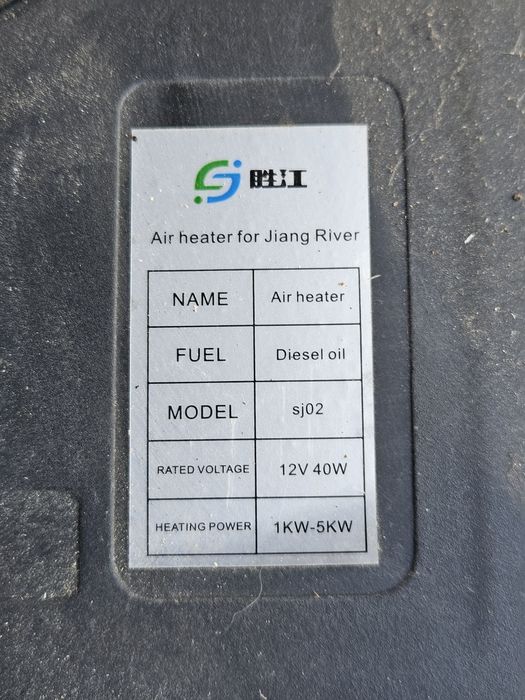 胜江
Air heater for Jiang River
NAME Air heater
FUEL Diesel oil
MODEL sj02
RATED VOLTAGE 12V 40W
HEATING POWER 1KW-5KW